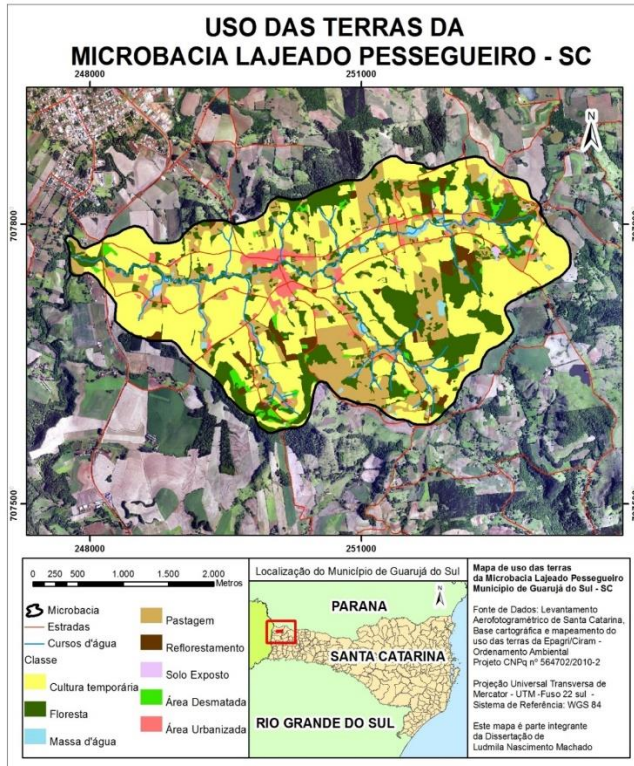 USO DAS TERRAS DA
MICROBACIA LAJEADO PESSEGUEIRO - SC
248000
251000
N
707800
707800
707500
707500
248000
251000
0 250 500 1.000 1.500 2.000
Metros
Microbacia
Estradas
Cursos d'água
Classe
Cultura temporária
Floresta
Massa d'água
Pastagem
Reflorestamento
Solo Exposto
Área Desmatada
Área Urbanizada
Localização do Município de Guarujá do Sul
N
PARANA
SANTA CATARINA
RIO GRANDE DO SUL
Mapa de uso das terras
da Microbacia Lajeado Pessegueiro
Município de Guarujá do Sul - SC
Fonte de Dados: Levantamento
Aerofotogramétrico de Santa Catarina,
Base cartográfica e mapeamento do
uso das terras da Epagri/Ciram -
Ordenamento Ambiental
Projeto CNPq nº 564702/2010-2
Projeção Universal Transversa de
Mercator - UTM -Fuso 22 sul -
Sistema de Referência: WGS 84
Este mapa é parte integrante
da Dissertação de
Ludmila Nascimento Machado